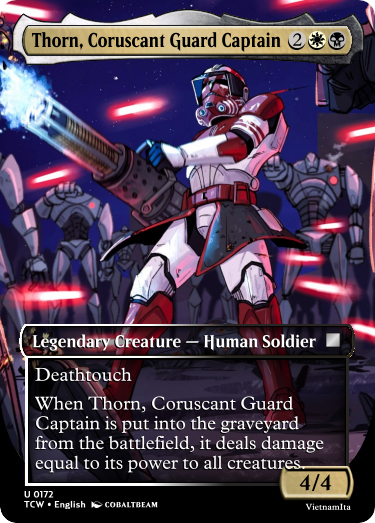 Thorn, Coruscant Guard Captain 2
Legendary Creature — Human Soldier
Deathtouch
When Thorn, Coruscant Guard
Captain is put into the graveyard
from the battlefield, it deals damage
equal to its power to all creatures.
4/4
U 0172
TCW • English COBALTBEAM
VietnamIta